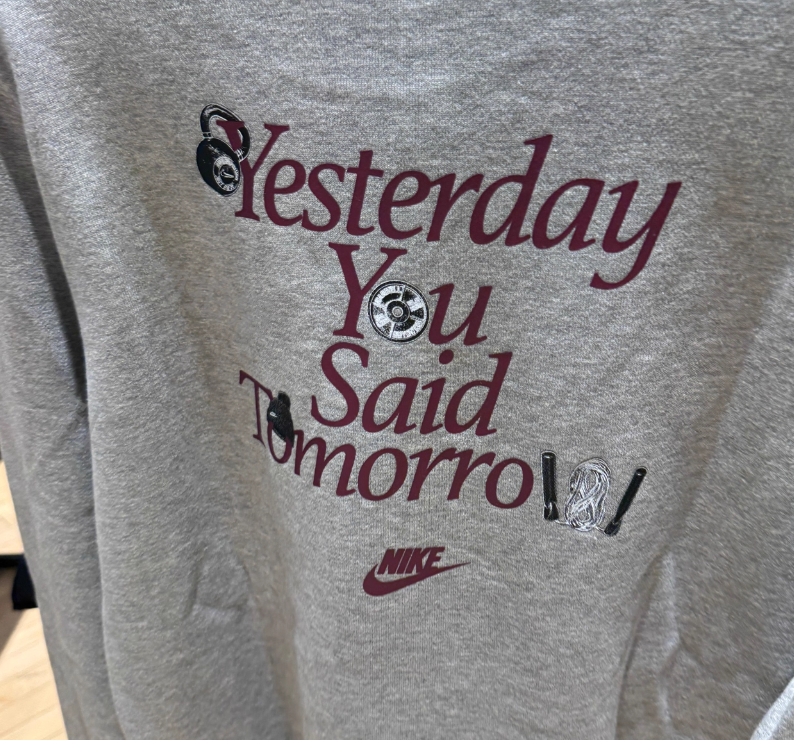 Yesterday
You
Said
Tomorrow
NIKE